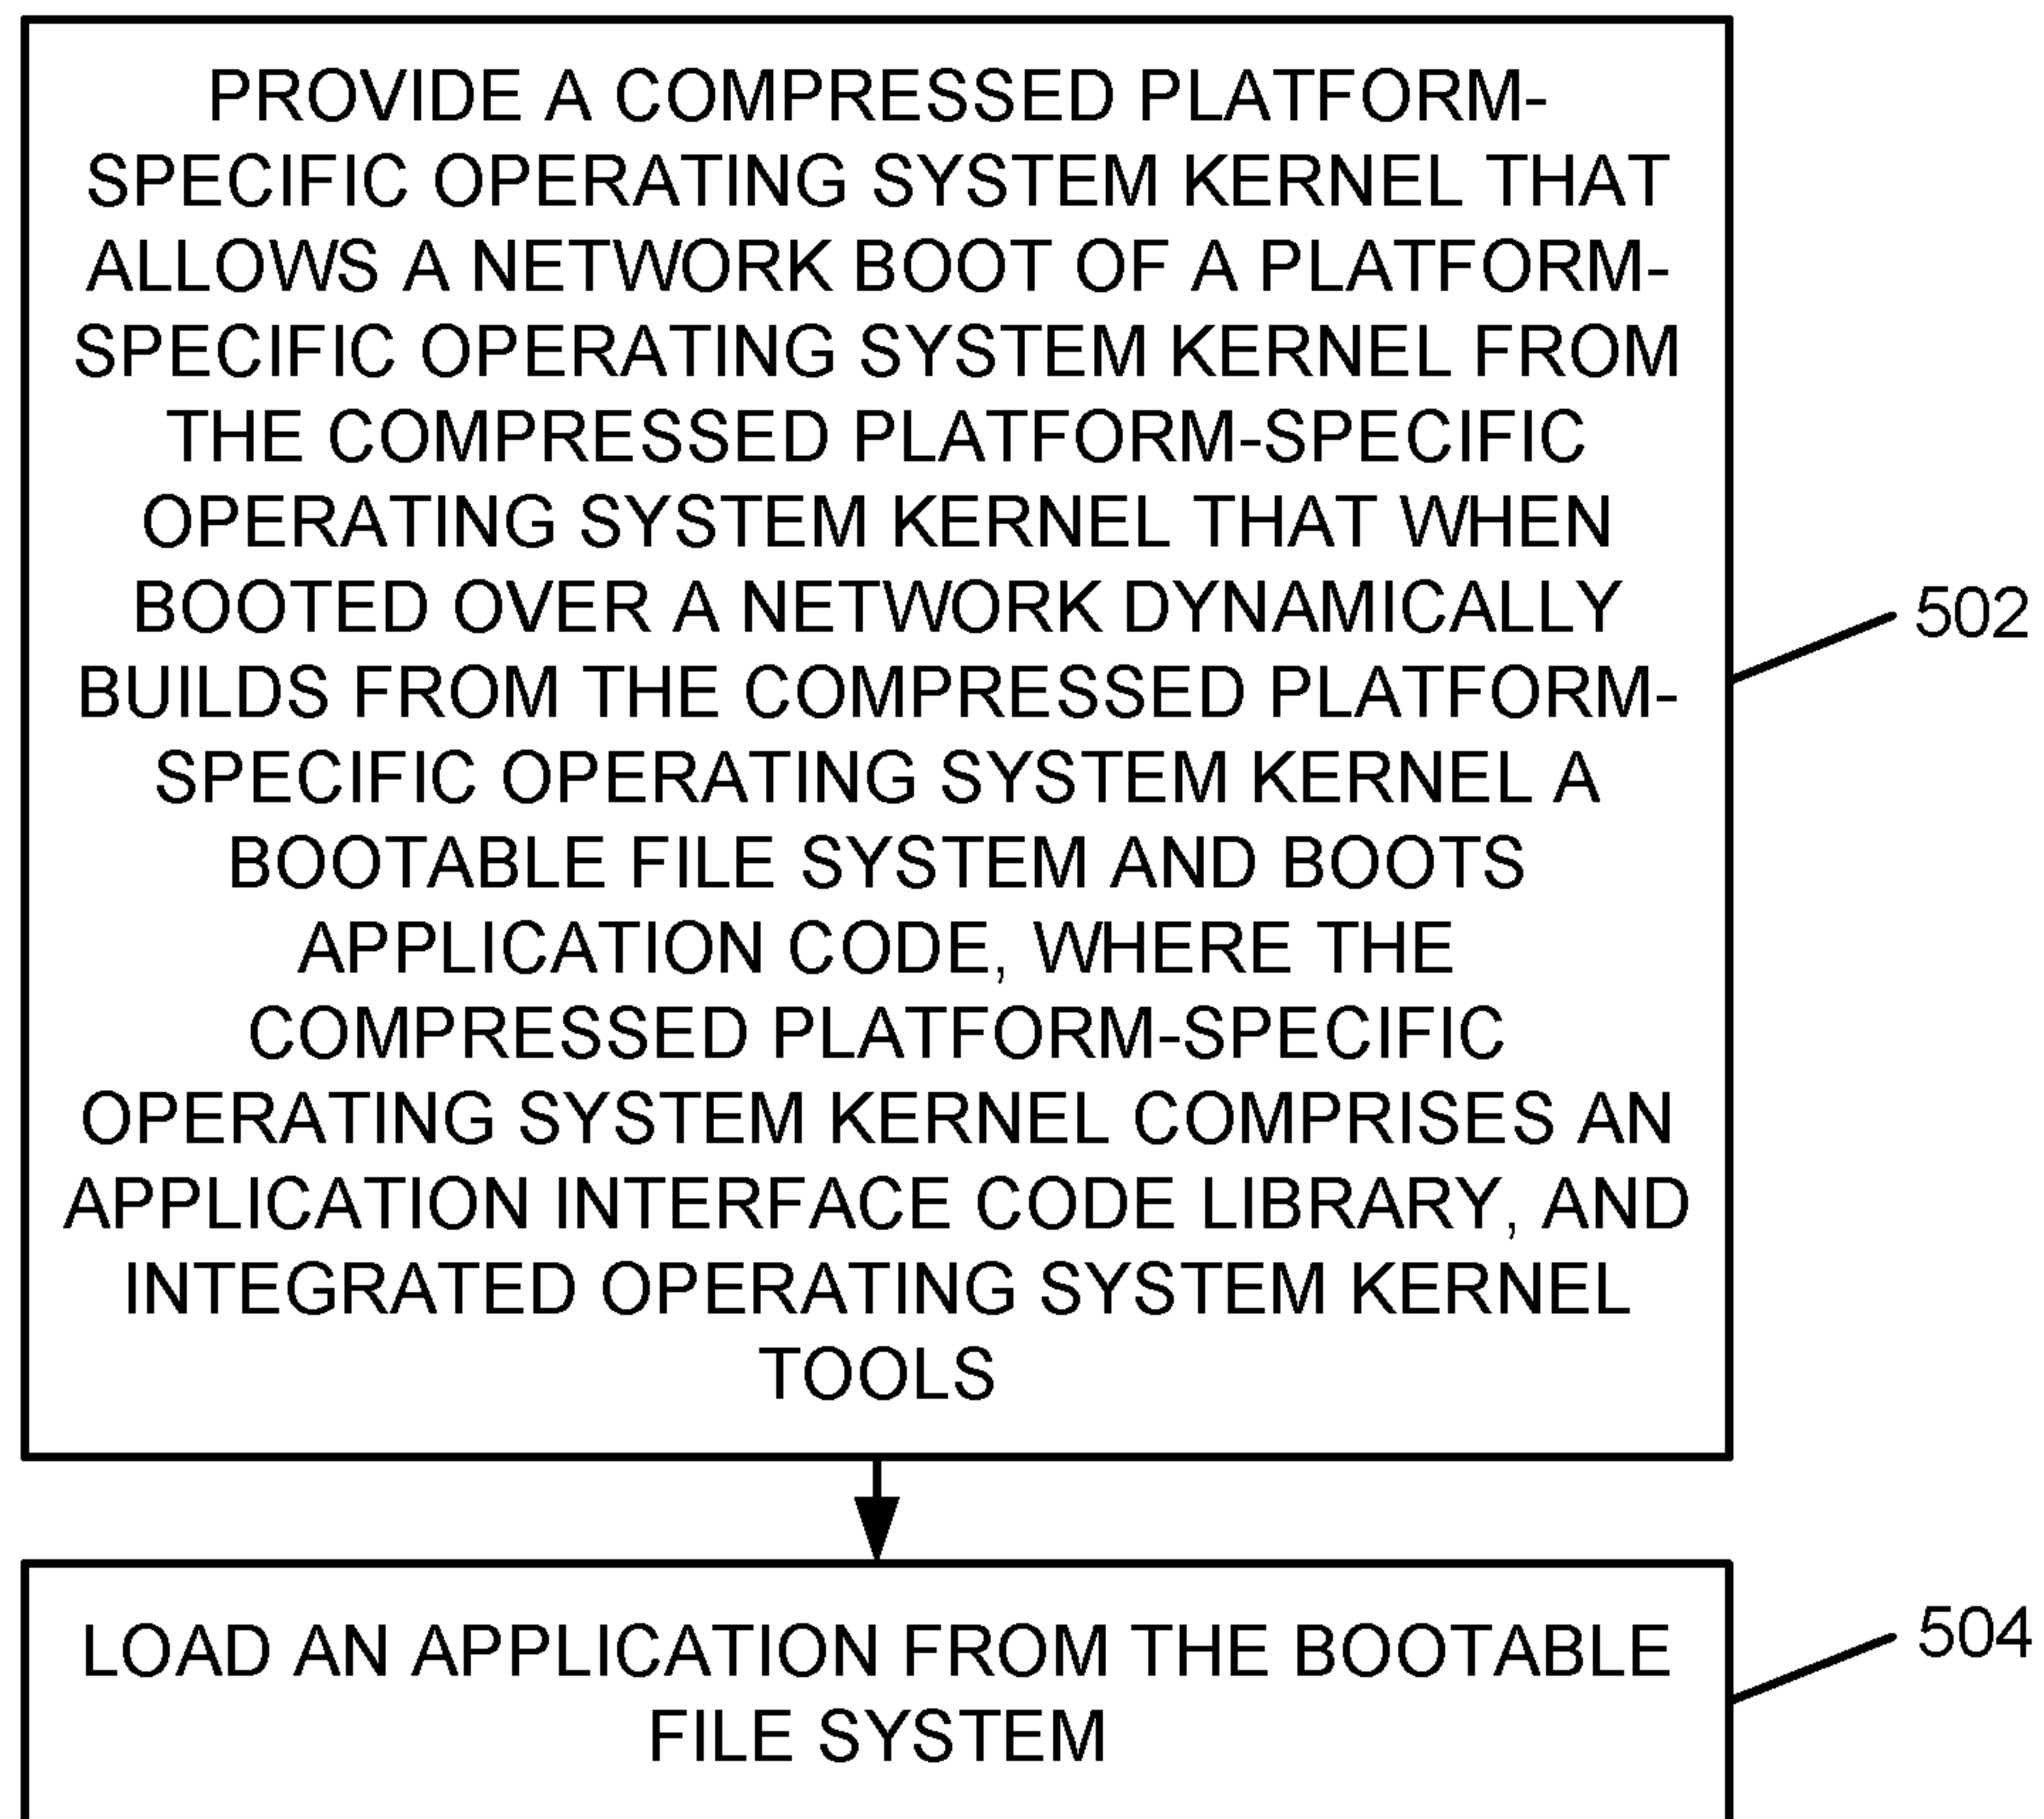 PROVIDE A COMPRESSED PLATFORM-
SPECIFIC OPERATING SYSTEM KERNEL THAT
ALLOWS A NETWORK BOOT OF A PLATFORM-
SPECIFIC OPERATING SYSTEM KERNEL FROM
THE COMPRESSED PLATFORM-SPECIFIC
OPERATING SYSTEM KERNEL THAT WHEN
BOOTED OVER A NETWORK DYNAMICALLY
BUILDS FROM THE COMPRESSED PLATFORM-
SPECIFIC OPERATING SYSTEM KERNEL A
BOOTABLE FILE SYSTEM AND BOOTS
APPLICATION CODE, WHERE THE
COMPRESSED PLATFORM-SPECIFIC
OPERATING SYSTEM KERNEL COMPRISES AN
APPLICATION INTERFACE CODE LIBRARY, AND
INTEGRATED OPERATING SYSTEM KERNEL
TOOLS
502
LOAD AN APPLICATION FROM THE BOOTABLE
FILE SYSTEM
504